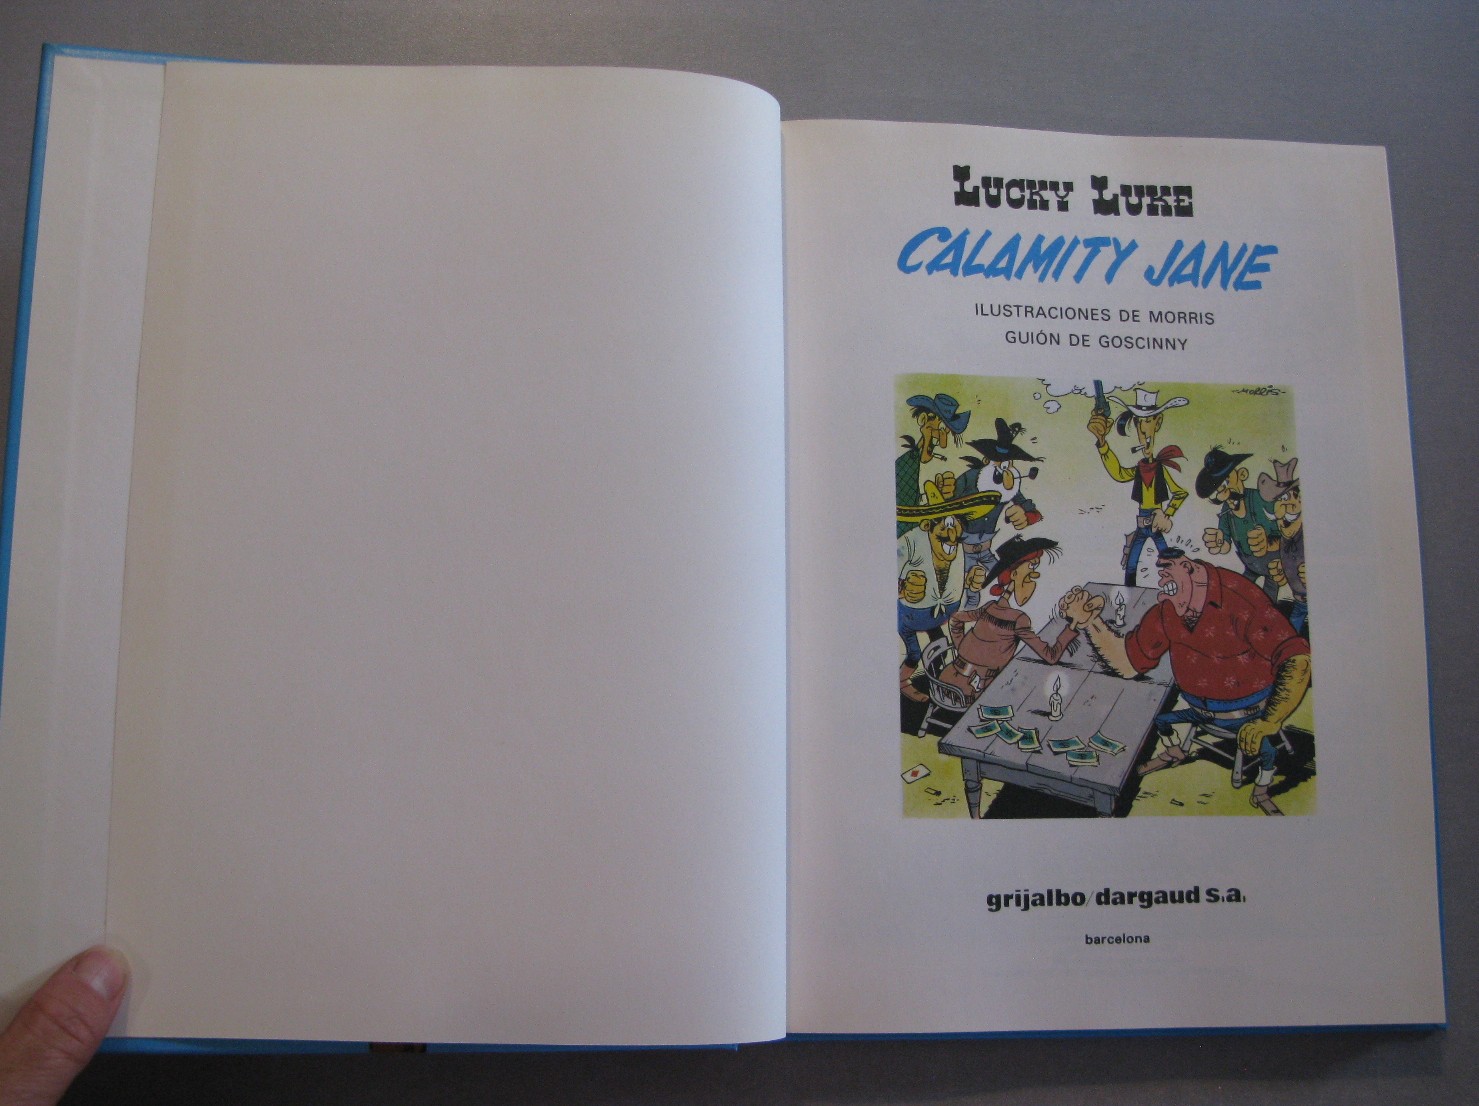 LUCKY LUKE
CALAMITY JANE
ILUSTRACIONES DE MORRIS
GUIÓN DE GOSCINNY
-MORRIS-
grijalbo/dargaud s.a.
barcelona